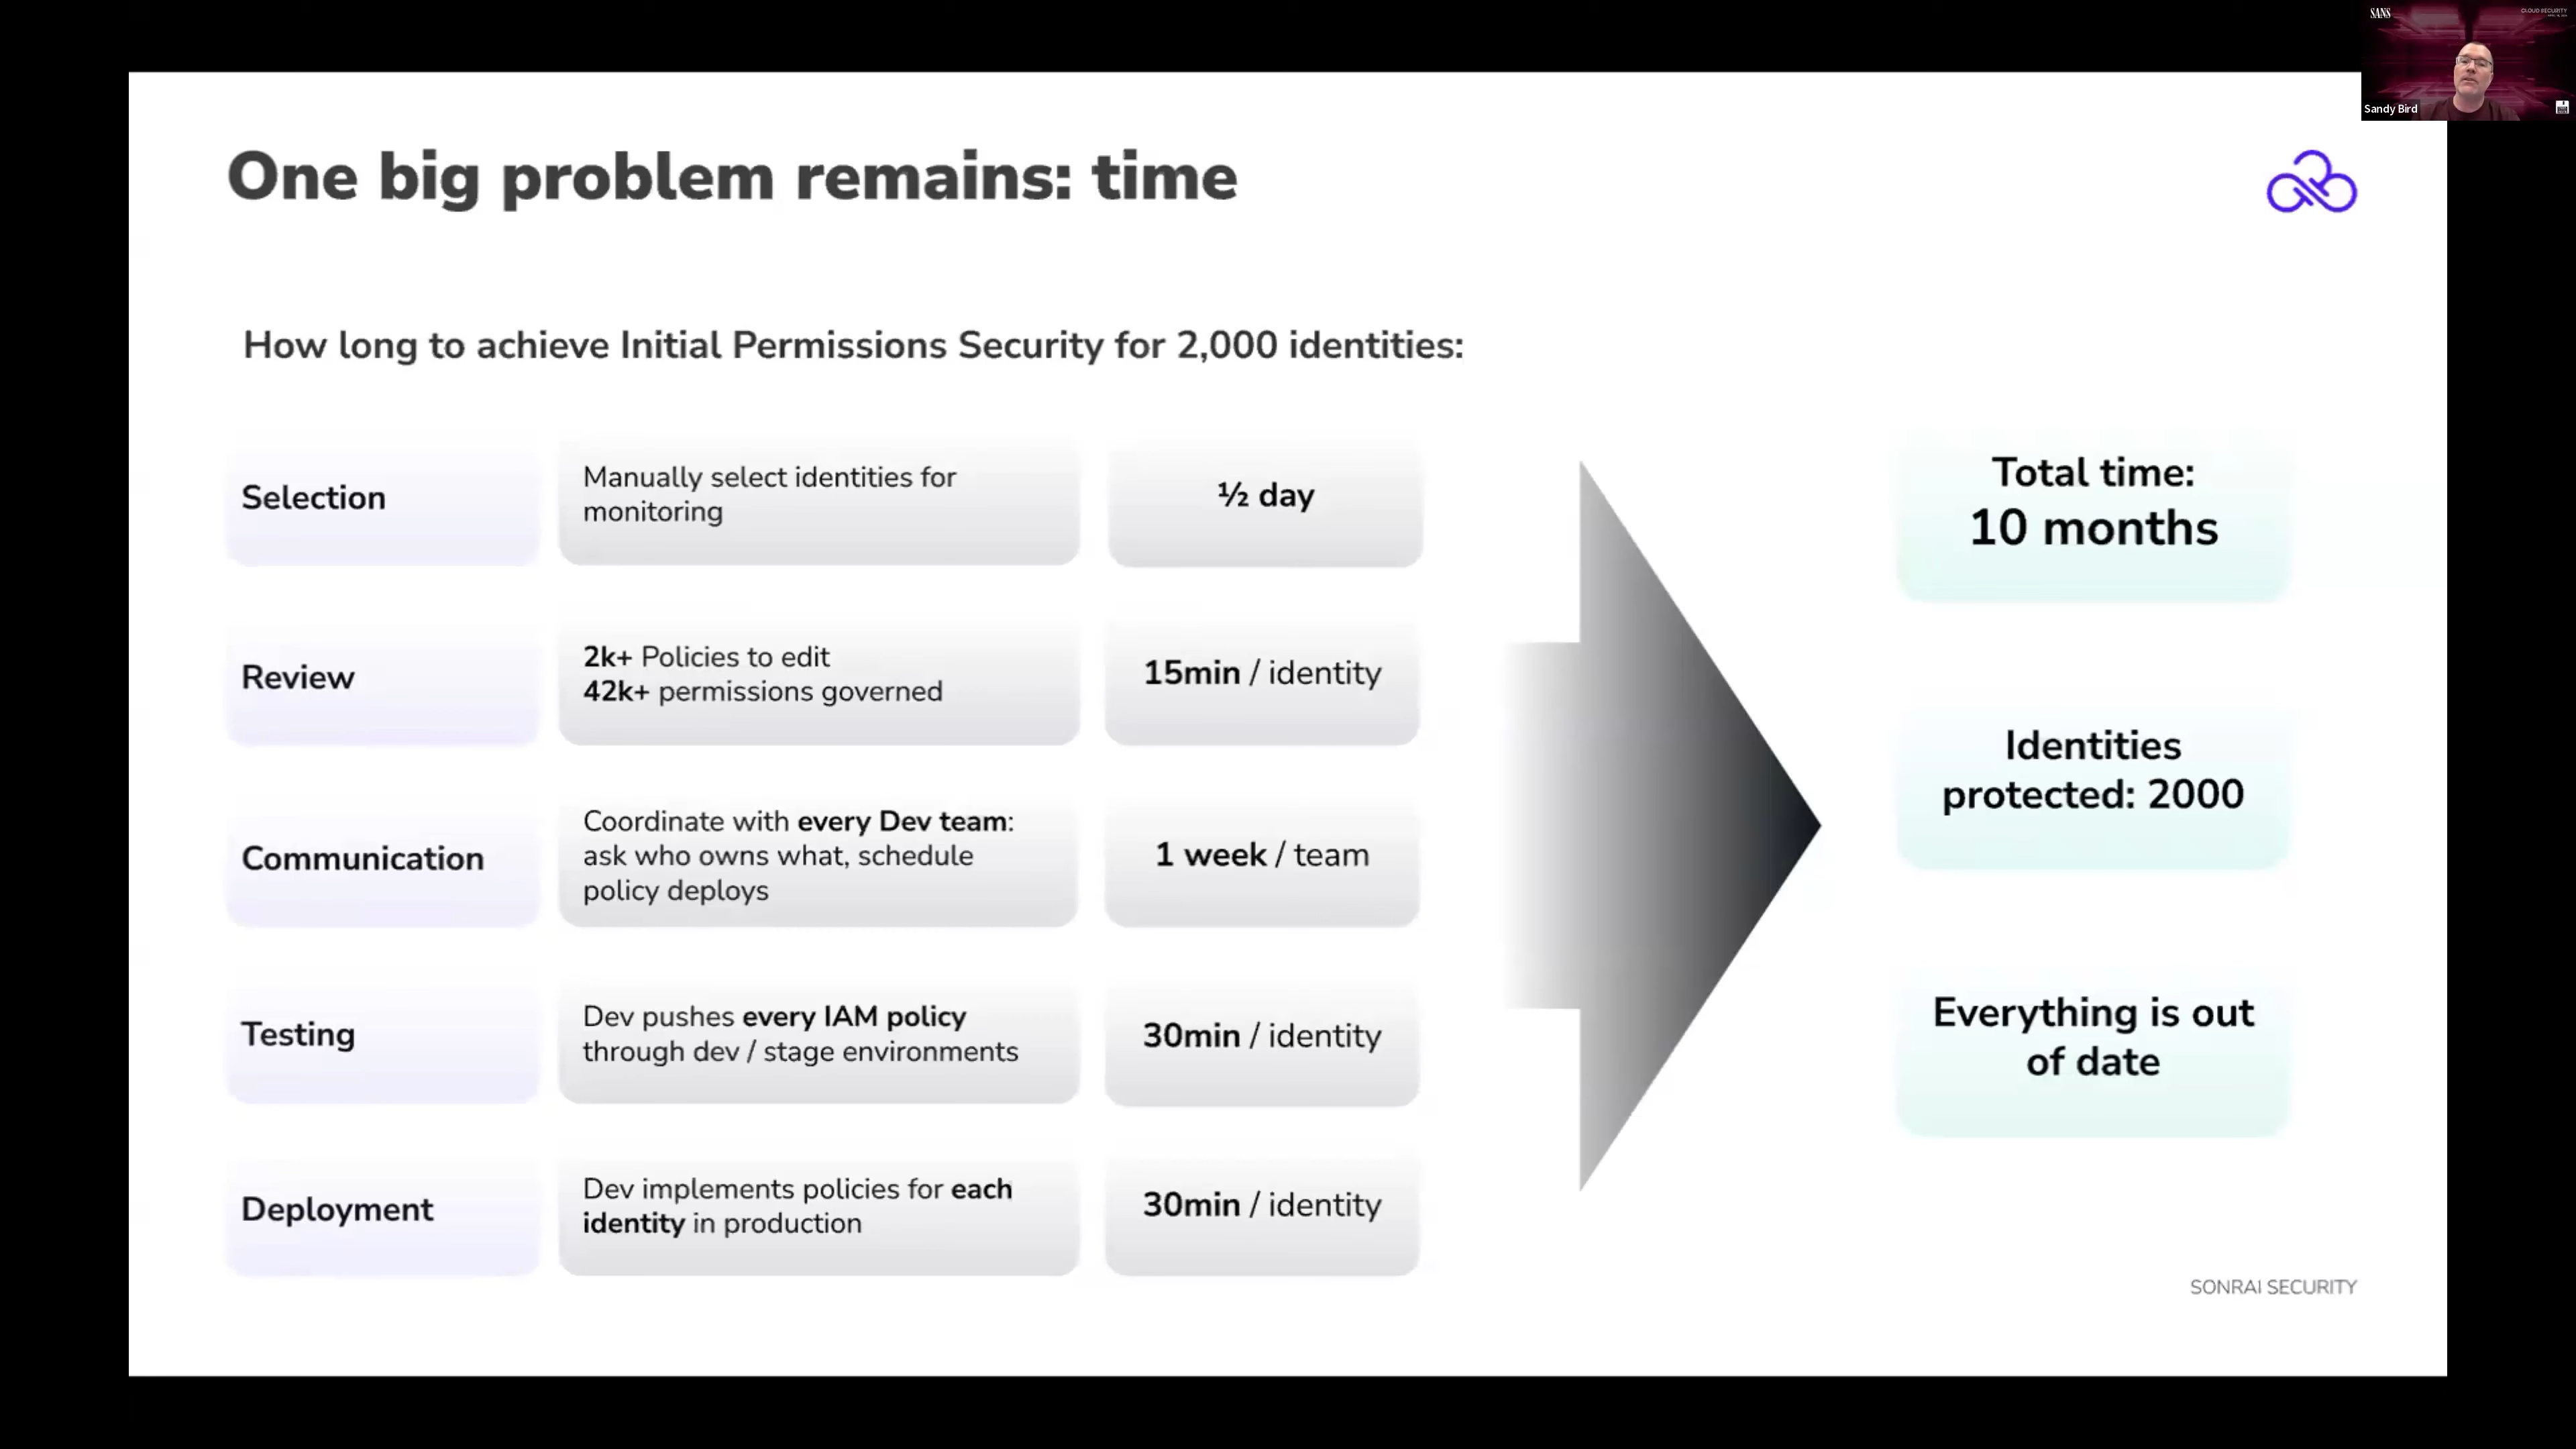 SANS
CLOUD SECURITY
Sandy Bird
One big problem remains: time
How long to achieve Initial Permissions Security for 2,000 identities:
Selection
Manually select identities for
monitoring
½ day
Review
2k+ Policies to edit
42k+ permissions governed
15min / identity
Communication
Coordinate with every Dev team:
ask who owns what, schedule
policy deploys
1 week / team
Testing
Dev pushes every IAM policy
through dev / stage environments
30min / identity
Deployment
Dev implements policies for each
identity in production
30min / identity
Total time:
10 months
Identities
protected: 2000
Everything is out
of date
SONRAI SECURITY